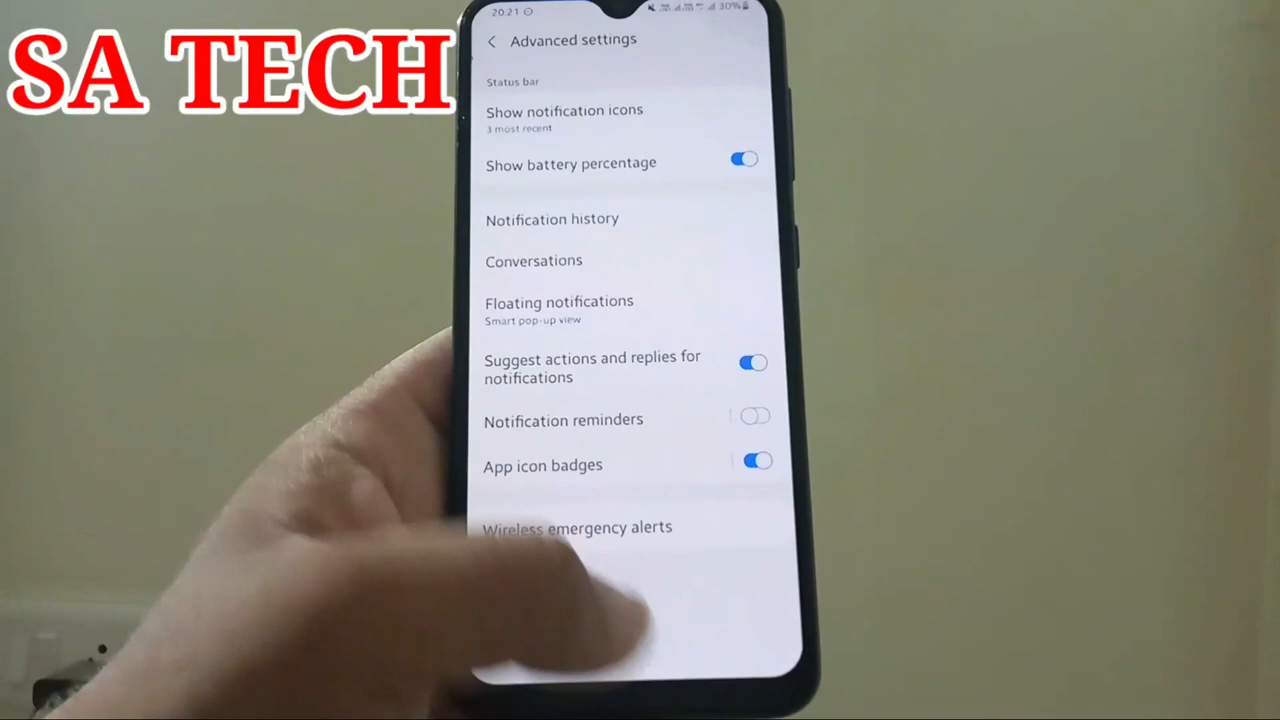 SA TECH
20:21
30%
Advanced settings
Status bar
Show notification icons
3 most recent
Show battery percentage
Notification history
Conversations
Floating notifications
Smart pop-up view
Suggest actions and replies for
notifications
Notification reminders
App icon badges
Wireless emergency alerts